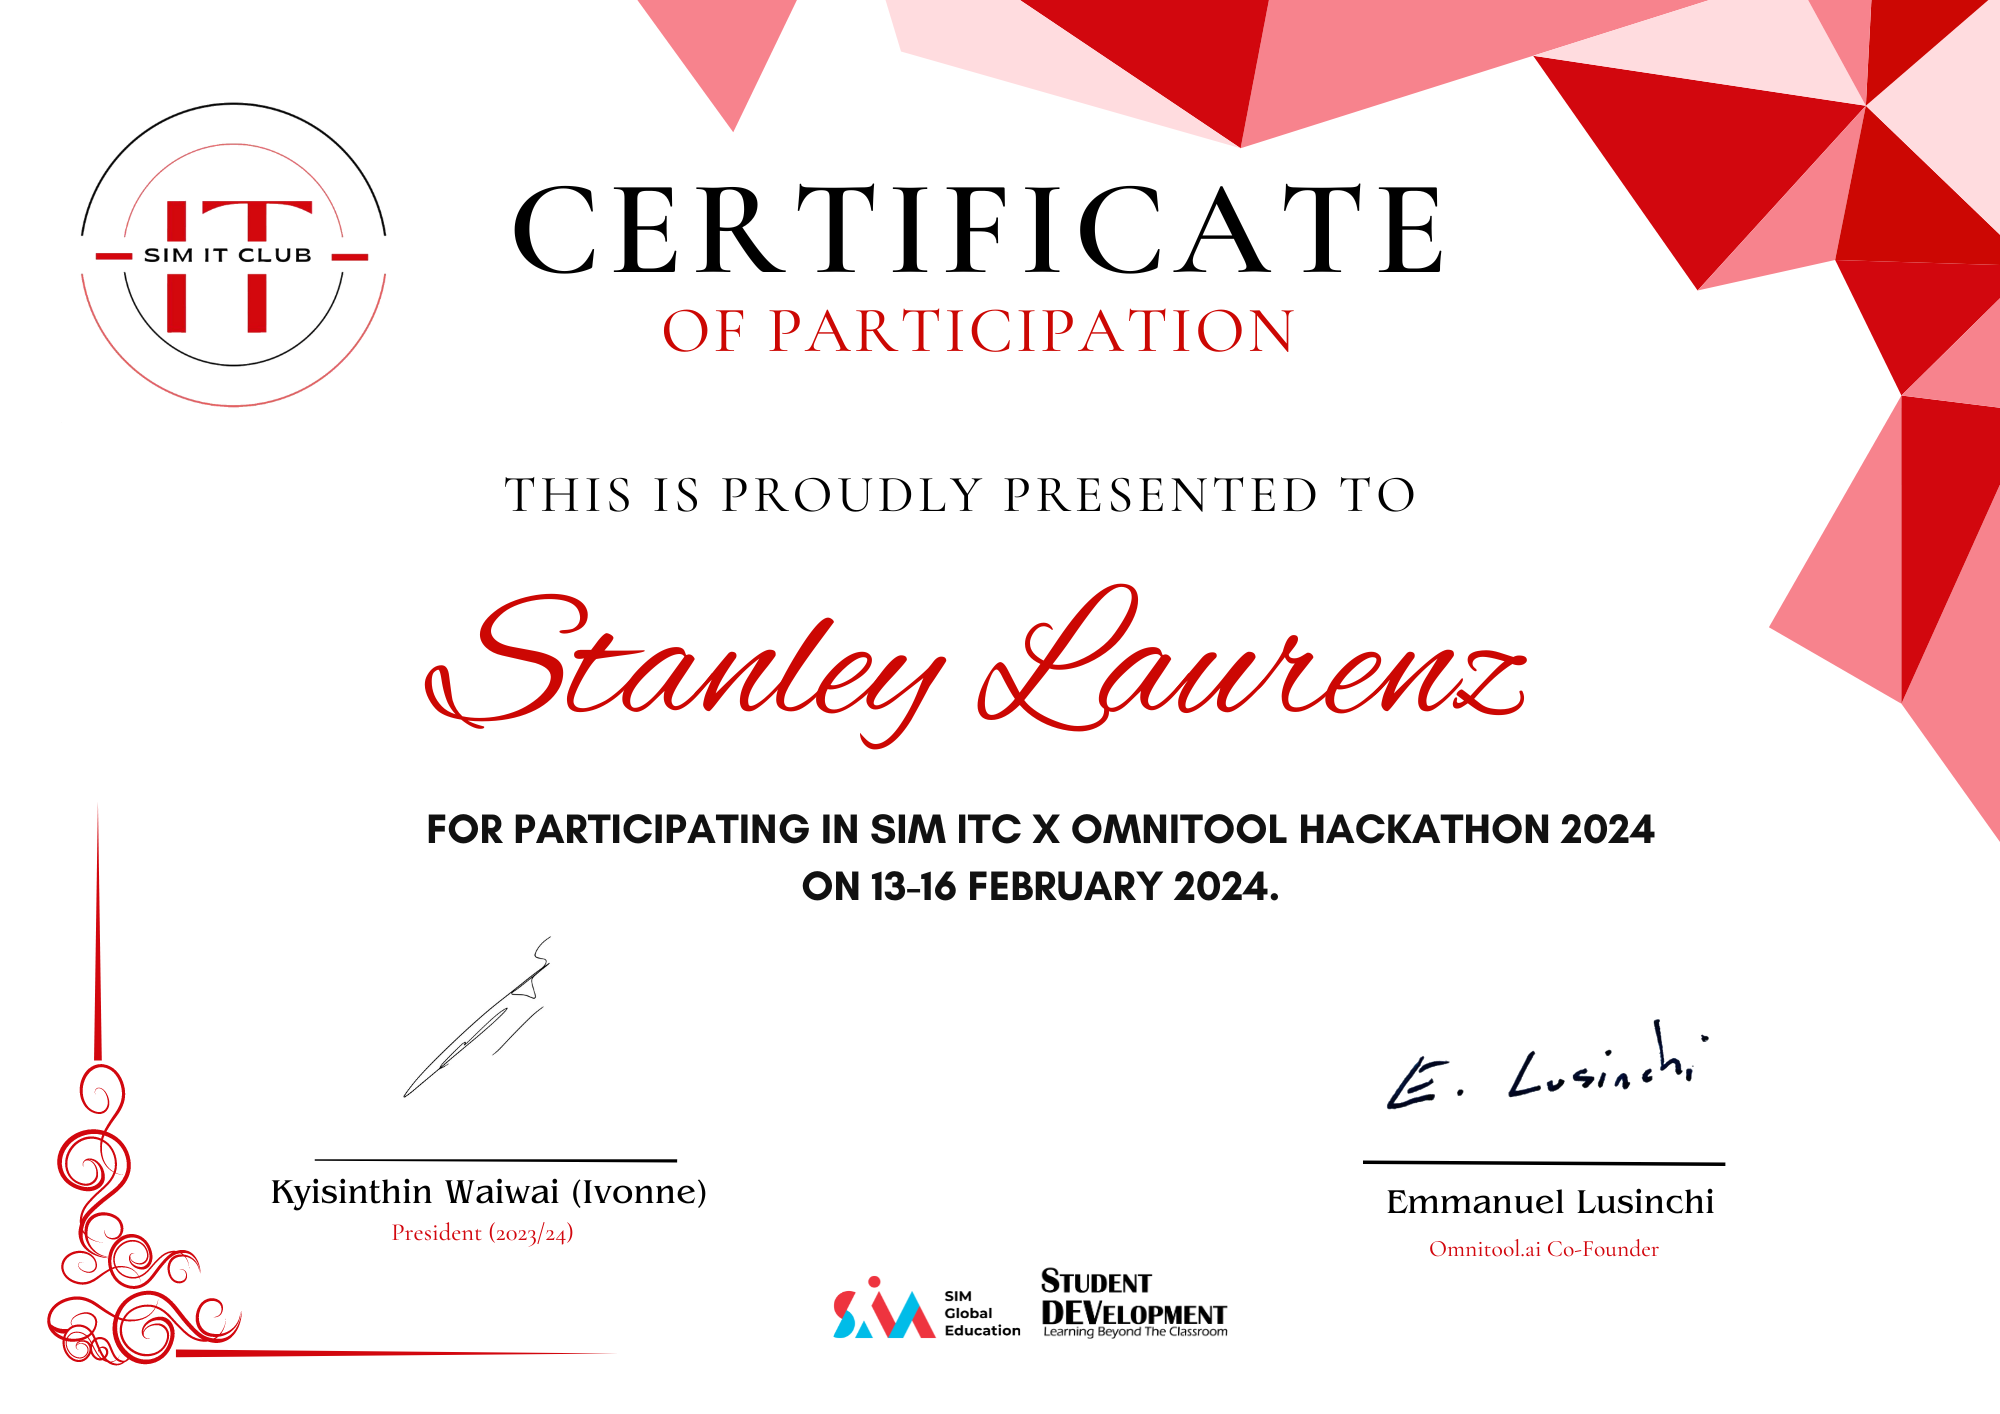 IT
SIM IT CLUB
CERTIFICATE
OF PARTICIPATION
THIS IS PROUDLY PRESENTED TO
Stanley Laurenz
FOR PARTICIPATING IN SIM ITC X OMNITOOL HACKATHON 2024
ON 13-16 FEBRUARY 2024.
E. Lusinchi
Kyisinthin Waiwai (Ivonne)
President (2023/24)
Emmanuel Lusinchi
Omnitool.ai Co-Founder
SIM
SIM
Global
Education
STUDENT
DEVELOPMENT
Learning Beyond The Classroom